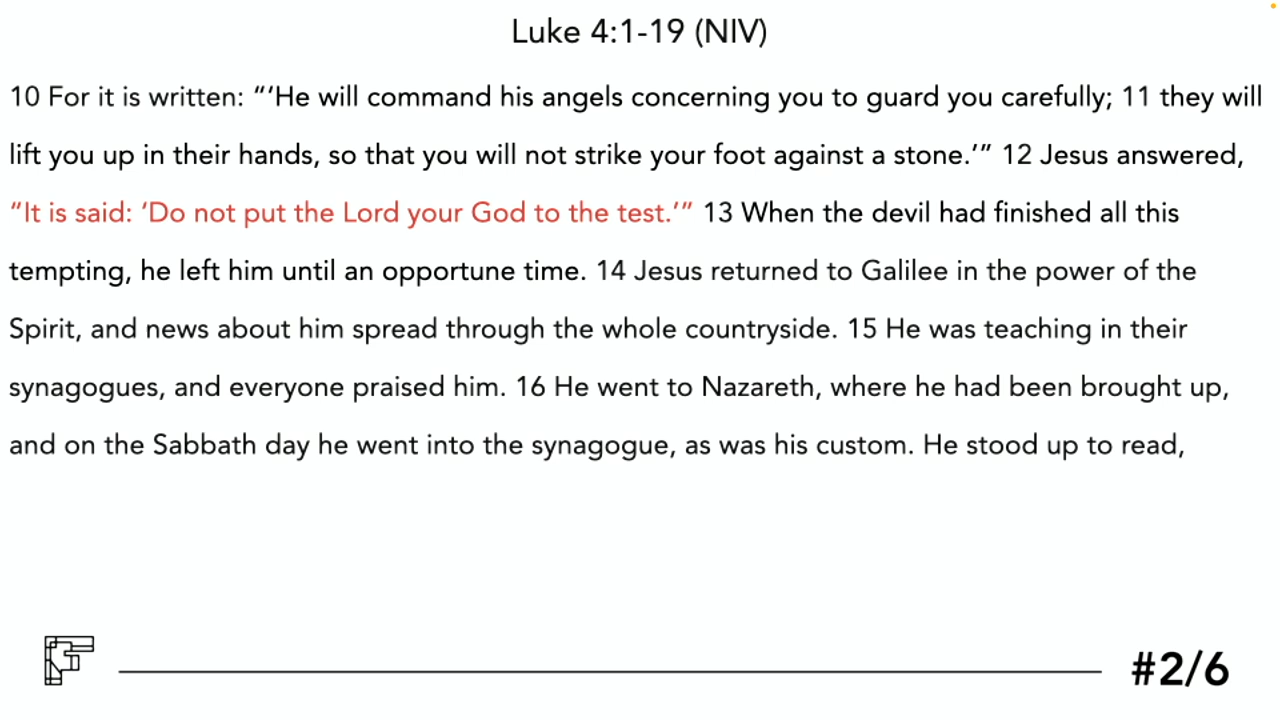 Luke 4:1-19 (NIV)
10 For it is written: “‘He will command his angels concerning you to guard you carefully; 11 they will
lift you up in their hands, so that you will not strike your foot against a stone.’” 12 Jesus answered,
“It is said: ‘Do not put the Lord your God to the test.’” 13 When the devil had finished all this
tempting, he left him until an opportune time. 14 Jesus returned to Galilee in the power of the
Spirit, and news about him spread through the whole countryside. 15 He was teaching in their
synagogues, and everyone praised him. 16 He went to Nazareth, where he had been brought up,
and on the Sabbath day he went into the synagogue, as was his custom. He stood up to read,
#2/6